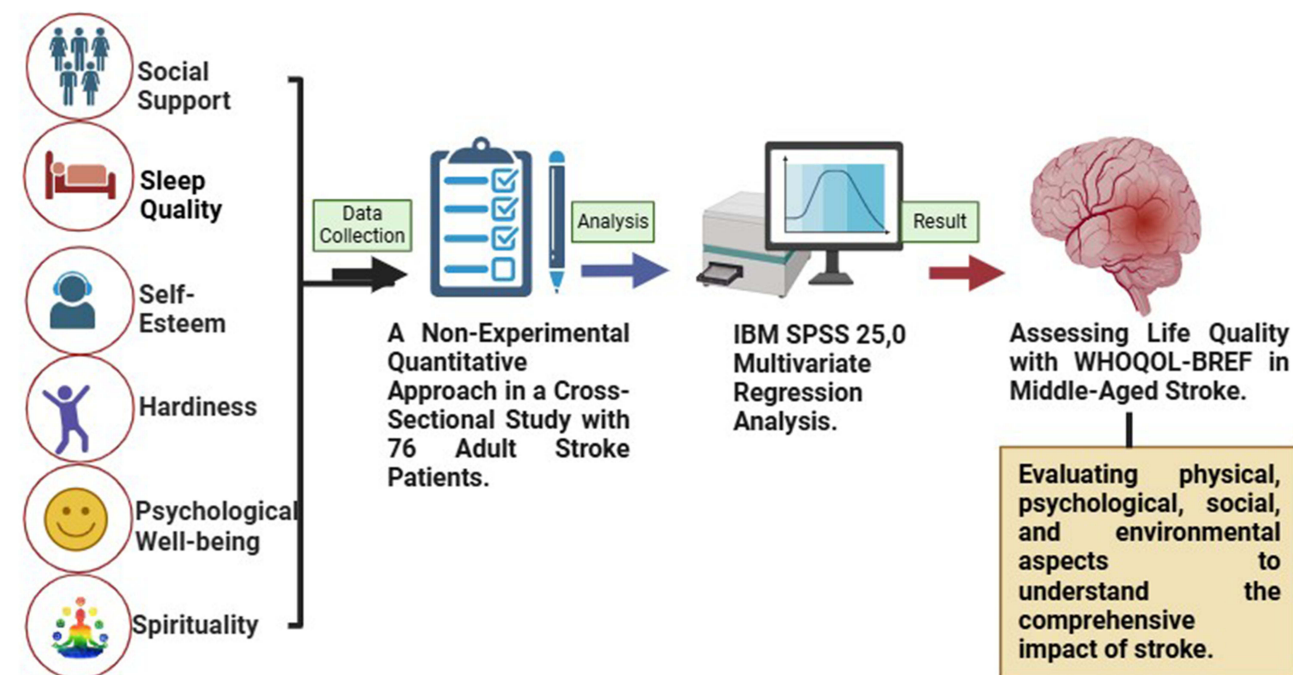 Social
Support
Sleep
Quality
Self-
Esteem
Hardiness
Psychological
Well-being
Spirituality
Data
Collection
A Non-Experimental
Quantitative
Approach in a Cross-
Sectional Study with
76 Adult Stroke
Patients.
Analysis
IBM SPSS 25,0
Multivariate
Regression
Analysis.
Result
Assessing Life Quality
with WHOQOL-BREF in
Middle-Aged Stroke.
Evaluating physical,
psychological, social,
and environmental
aspects to
understand the
comprehensive
impact of stroke.